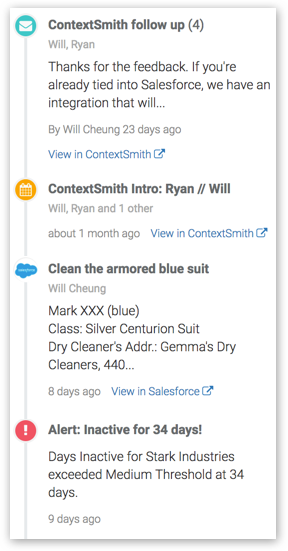 ContextSmith follow up (4)
Will, Ryan
Thanks for the feedback. If you're
already tied into Salesforce, we have an
integration that will...
By Will Cheung 23 days ago
View in ContextSmith
ContextSmith Intro: Ryan // Will
Will, Ryan and 1 other
about 1 month ago View in ContextSmith
salesforce
Clean the armored blue suit
Will Cheung
Mark XXX (blue)
Class: Silver Centurion Suit
Dry Cleaner's Addr.: Gemma's Dry
Cleaners, 440...
8 days ago View in Salesforce
Alert: Inactive for 34 days!
Days Inactive for Stark Industries
exceeded Medium Threshold at 34
days.
9 days ago